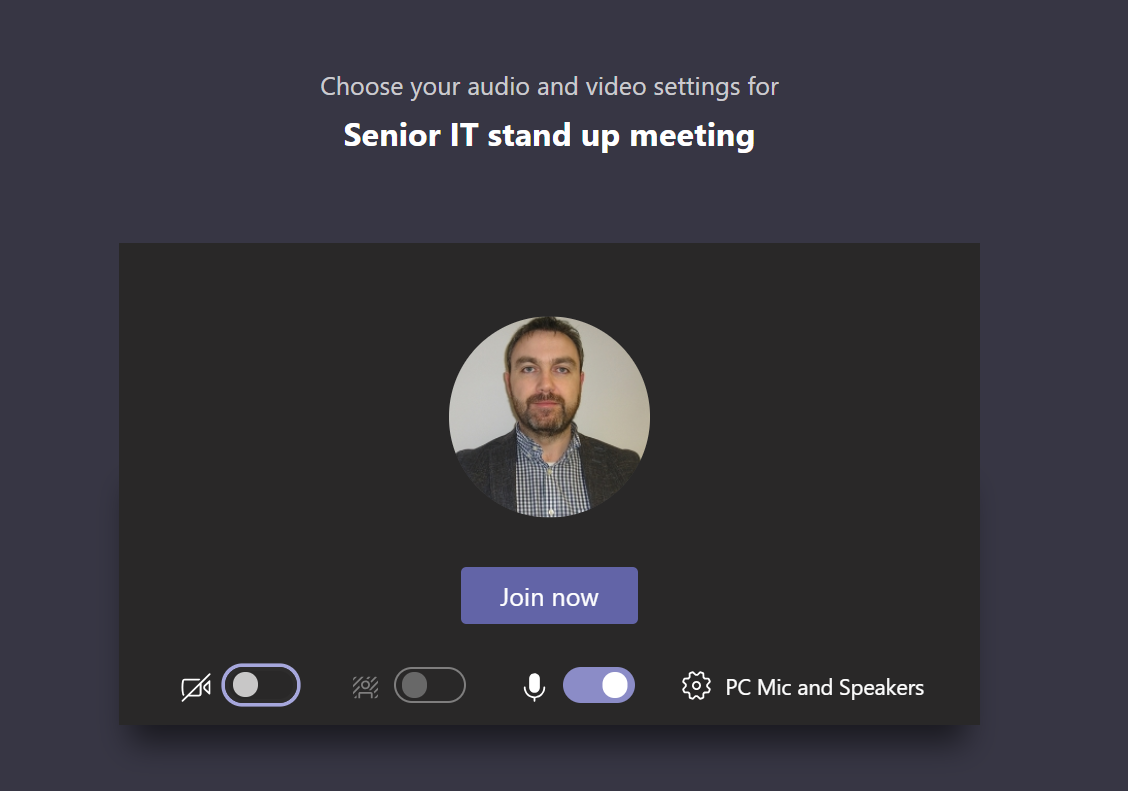 Choose your audio and video settings for
Senior IT stand up meeting
Join now
PC Mic and Speakers